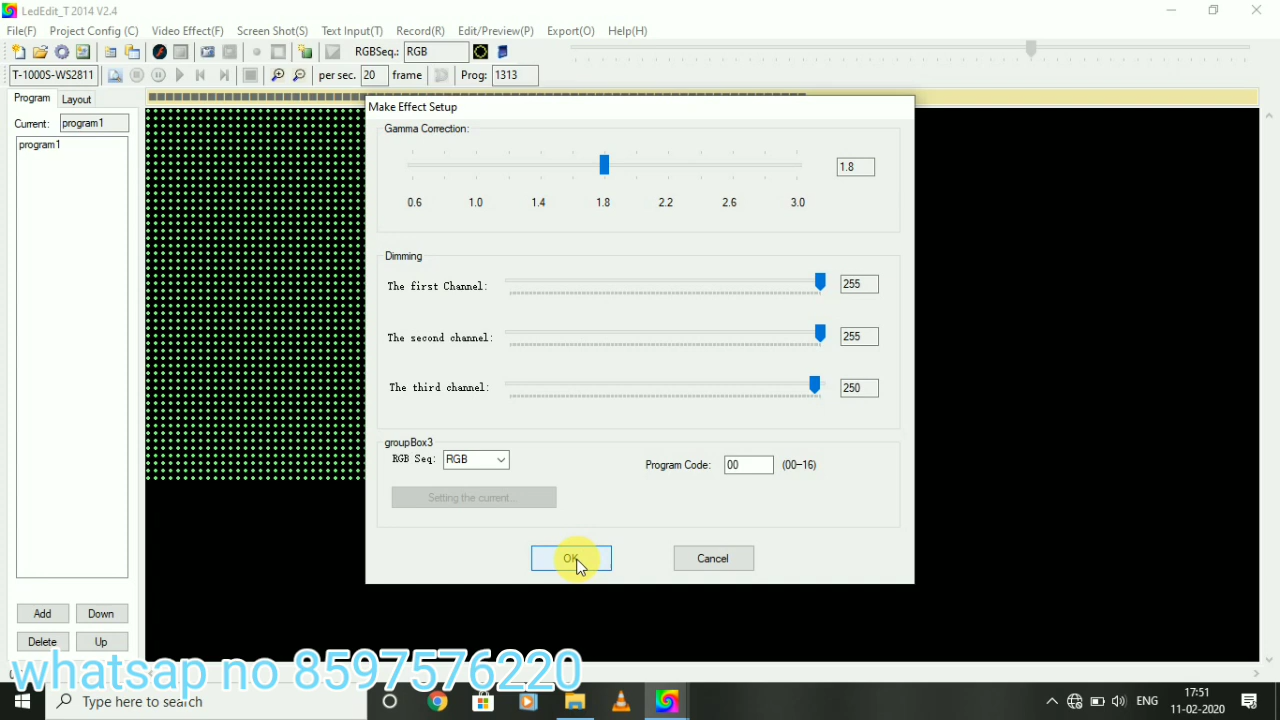 LedEdit_T 2014 V2.4
File(F) Project Config (C) Video Effect(F) Screen Shot(S) Text Input(T) Record(R) Edit/Preview(P) Export(O) Help(H)
RGBSeq.: RGB
T-1000S-WS2811 per sec. 20 frame Prog: 1313
Program Layout
Current: program1
program1
Make Effect Setup
Gamma Correction:
1.8
0.6 1.0 1.4 1.8 2.2 2.6 3.0
Dimming
The first Channel: 255
The second channel: 255
The third channel: 250
groupBox3
RGB Seq: RGB Program Code: 00 (00-16)
Setting the current...
OK Cancel
Add Down
Delete Up
whatsap no 8597576220
Type here to search
ENG
17:51
11-02-2020